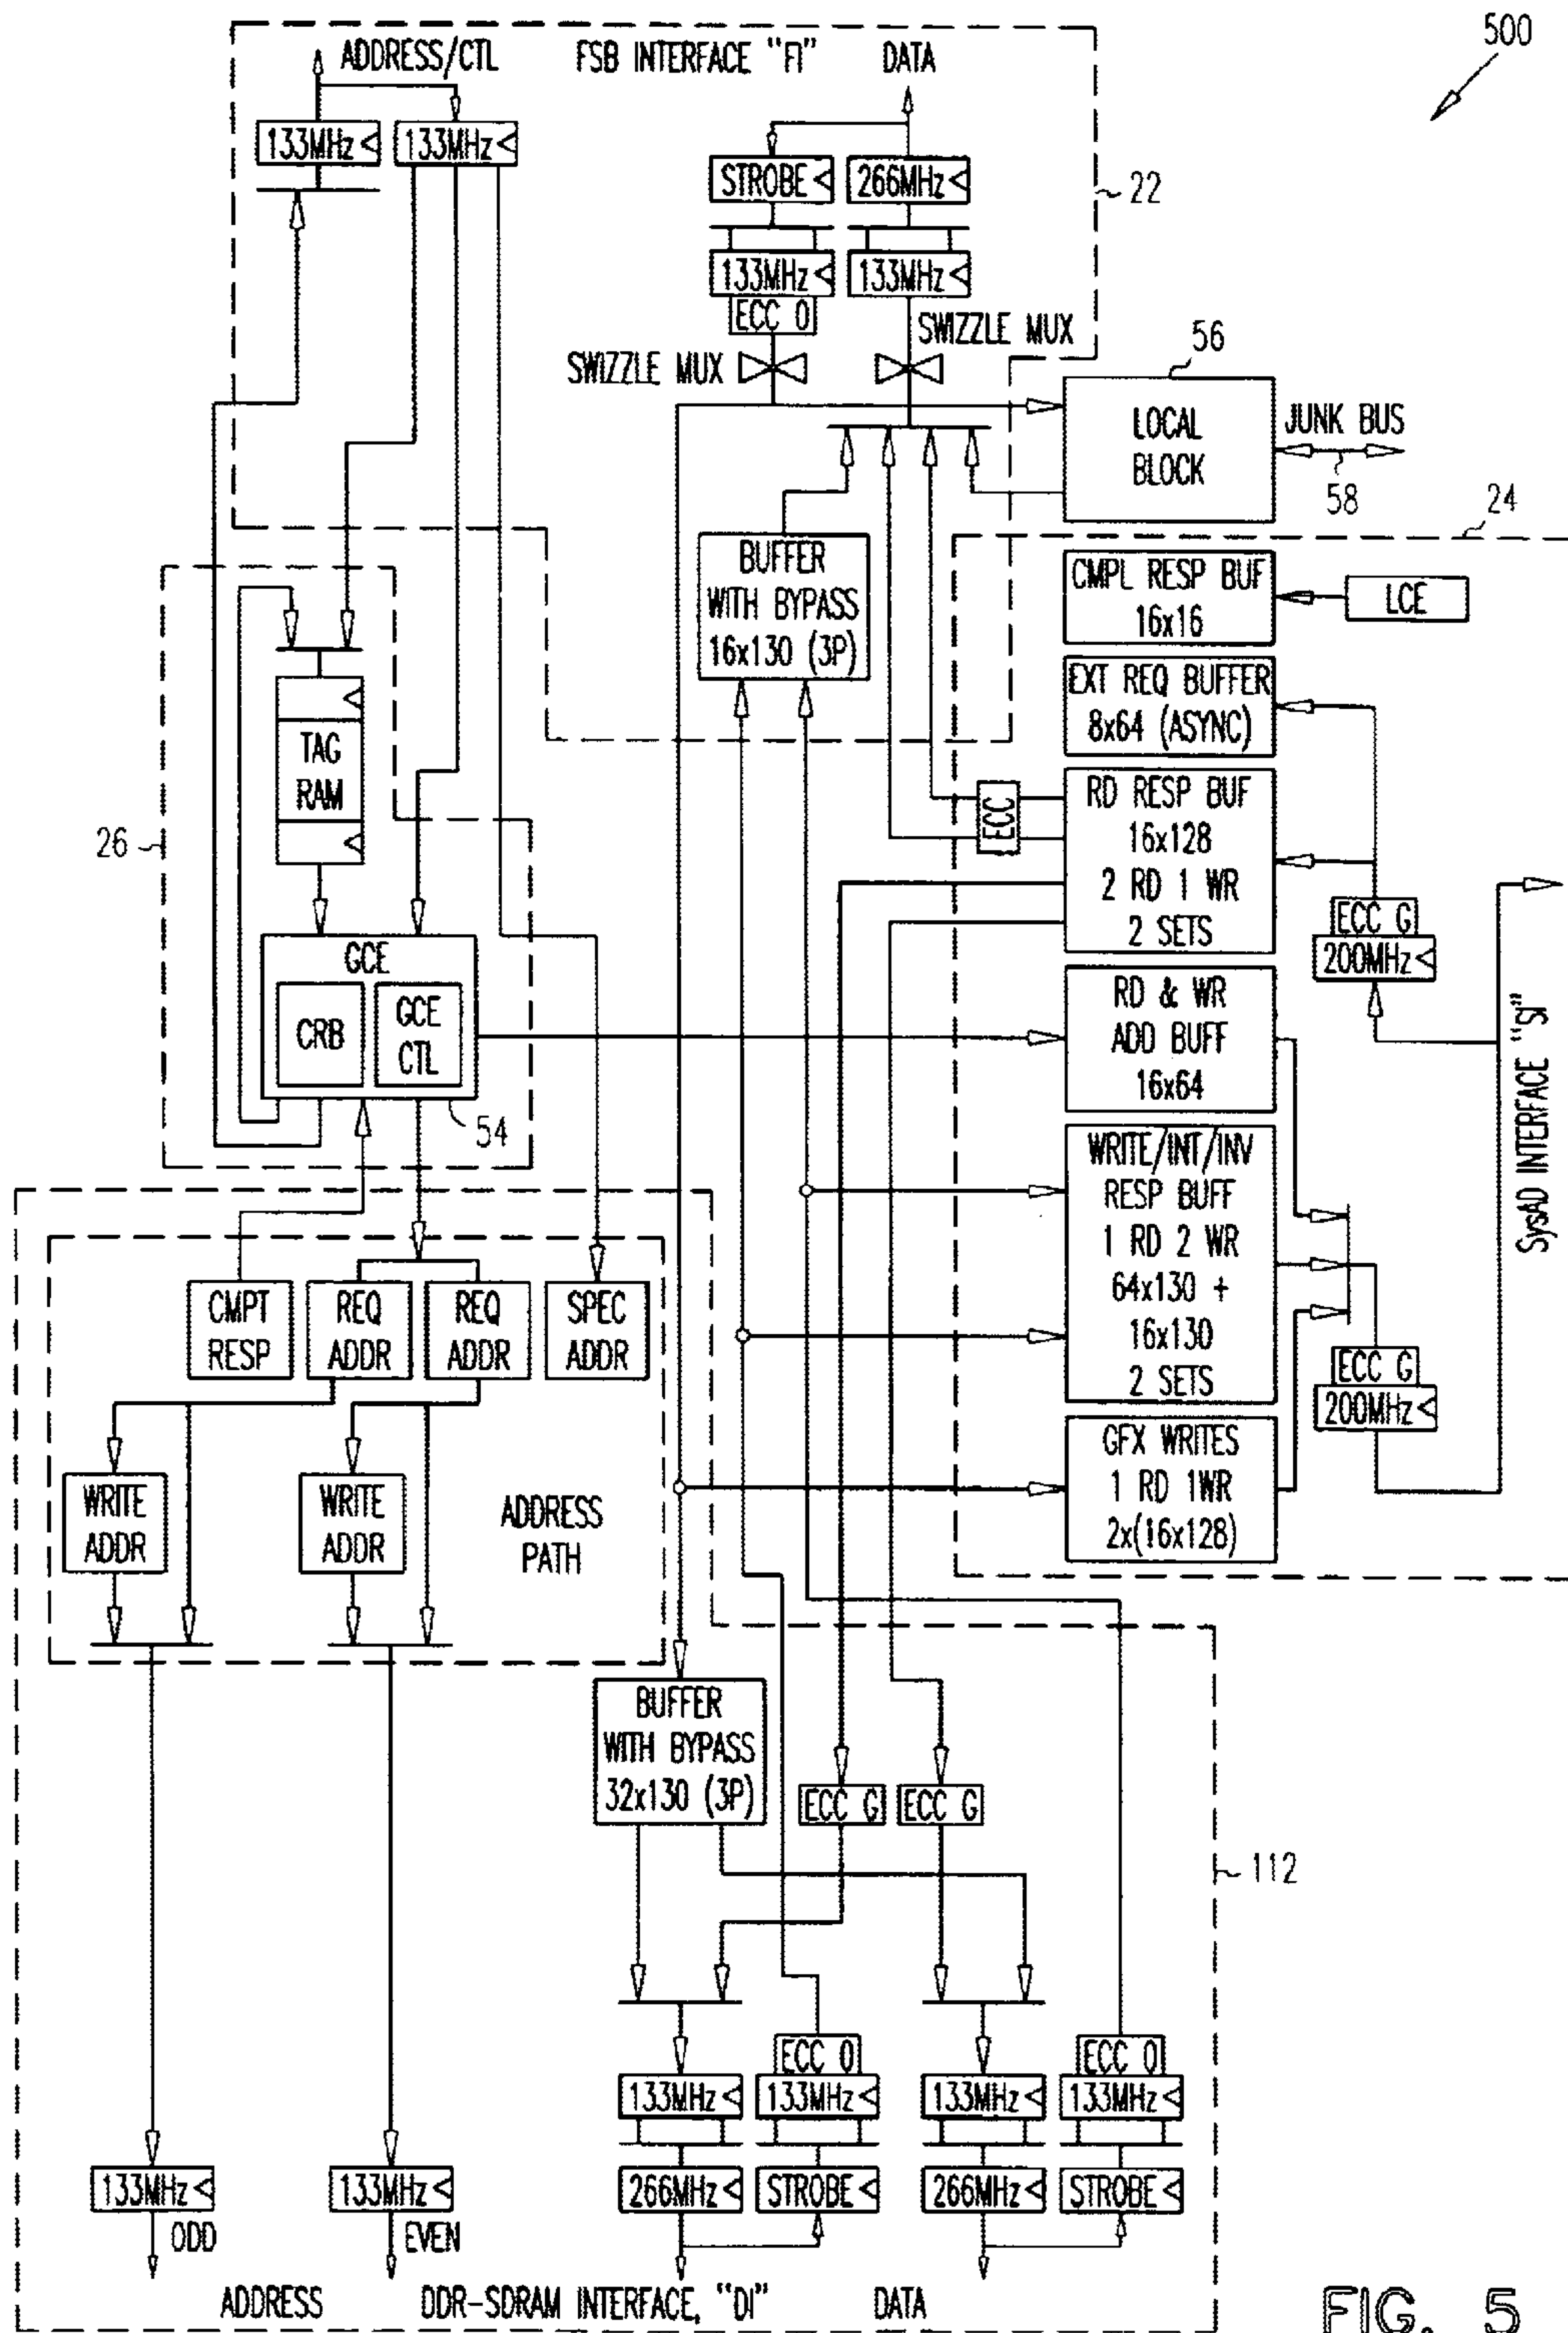 500
ADDRESS/CTL
FSB INTERFACE "FI"
DATA
133MHz
133MHz
STROBE
266MHz
22
133MHz
133MHz
ECC 0
SWIZZLE MUX
SWIZZLE MUX
56
LOCAL
BLOCK
JUNK BUS
58
24
BUFFER
WITH BYPASS
16x130 (3P)
CMPL RESP BUF
16x16
LCE
EXT REQ BUFFER
8x64 (ASYNC)
TAG
RAM
26
ECC
RD RESP BUF
16x128
2 RD 1 WR
2 SETS
ECC G
200MHz
GCE
CRB
GCE
CTL
54
RD & WR
ADD BUFF
16x64
SysAD INTERFACE "SI"
WRITE/INT/INV
RESP BUFF
1 RD 2 WR
64x130 +
16x130
2 SETS
ECC G
200MHz
CMPT
RESP
REQ
ADDR
REQ
ADDR
SPEC
ADDR
GFX WRITES
1 RD 1WR
2x(16x128)
WRITE
ADDR
WRITE
ADDR
ADDRESS
PATH
BUFFER
WITH BYPASS
32x130 (3P)
ECC G
ECC G
112
ECC 0
ECC 0
133MHz
133MHz
133MHz
133MHz
133MHz
133MHz
266MHz
STROBE
266MHz
STROBE
ODD
EVEN
ADDRESS
DDR-SDRAM INTERFACE, "DI"
DATA
FIG. 5